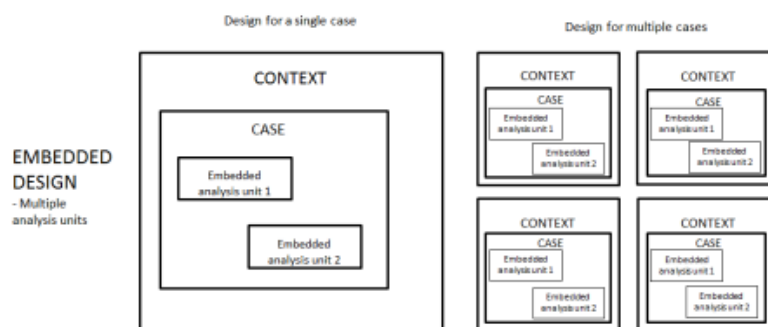 Design for a single case
Design for multiple cases
EMBEDDED
DESIGN
- Multiple
analysis units
CONTEXT
CASE
Embedded
analysis unit 1
Embedded
analysis unit 2
CONTEXT
CASE
Embedded
analysis unit 1
Embedded
analysis unit 2
CONTEXT
CASE
Embedded
analysis unit 1
Embedded
analysis unit 2
CONTEXT
CASE
Embedded
analysis unit 1
Embedded
analysis unit 2
CONTEXT
CASE
Embedded
analysis unit 1
Embedded
analysis unit 2